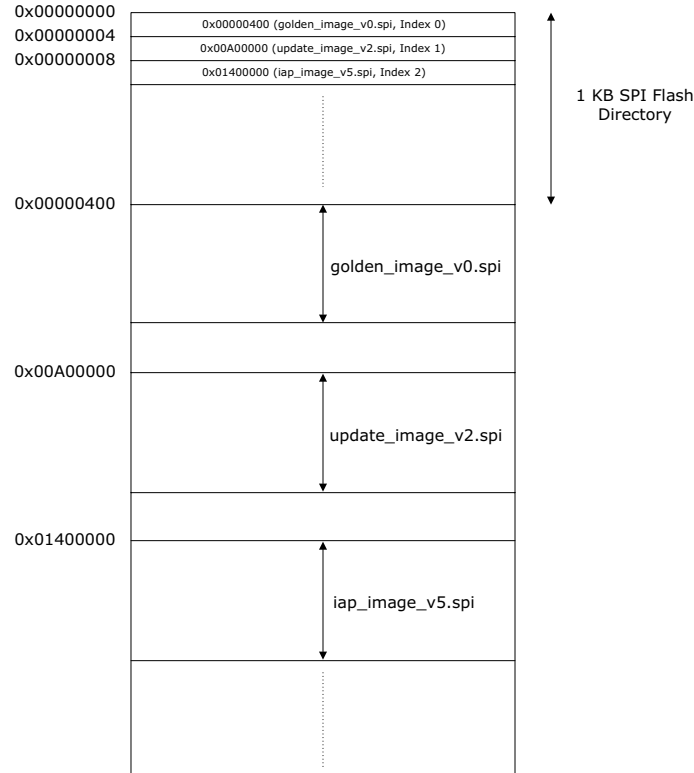 0x00000000
0x00000400 (golden_image_v0.spi, Index 0)
0x00000004
0x00A00000 (update_image_v2.spi, Index 1)
0x00000008
0x01400000 (iap_image_v5.spi, Index 2)
1 KB SPI Flash
Directory
0x00000400
golden_image_v0.spi
0x00A00000
update_image_v2.spi
0x01400000
iap_image_v5.spi